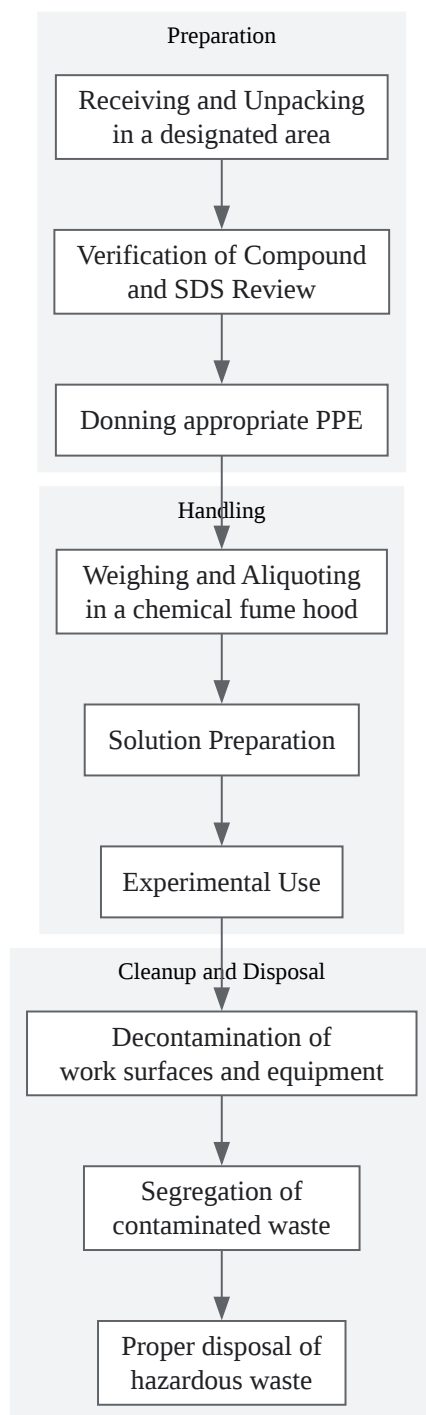 Preparation
Receiving and Unpacking
in a designated area
Verification of Compound
and SDS Review
Donning appropriate PPE
Handling
Weighing and Aliquoting
in a chemical fume hood
Solution Preparation
Experimental Use
Cleanup and Disposal
Decontamination of
work surfaces and equipment
Segregation of
contaminated waste
Proper disposal of
hazardous waste